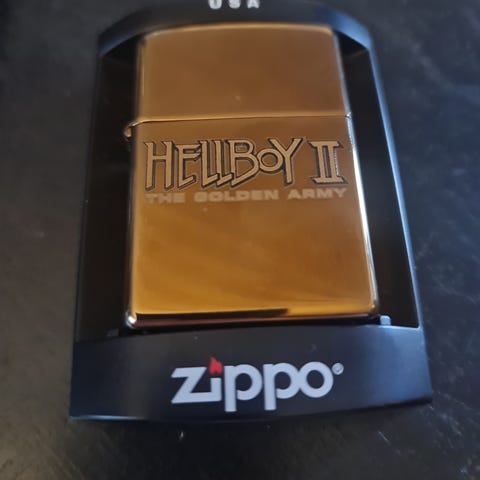 USA
HELLBOY II
THE GOLDEN ARMY
zippo®